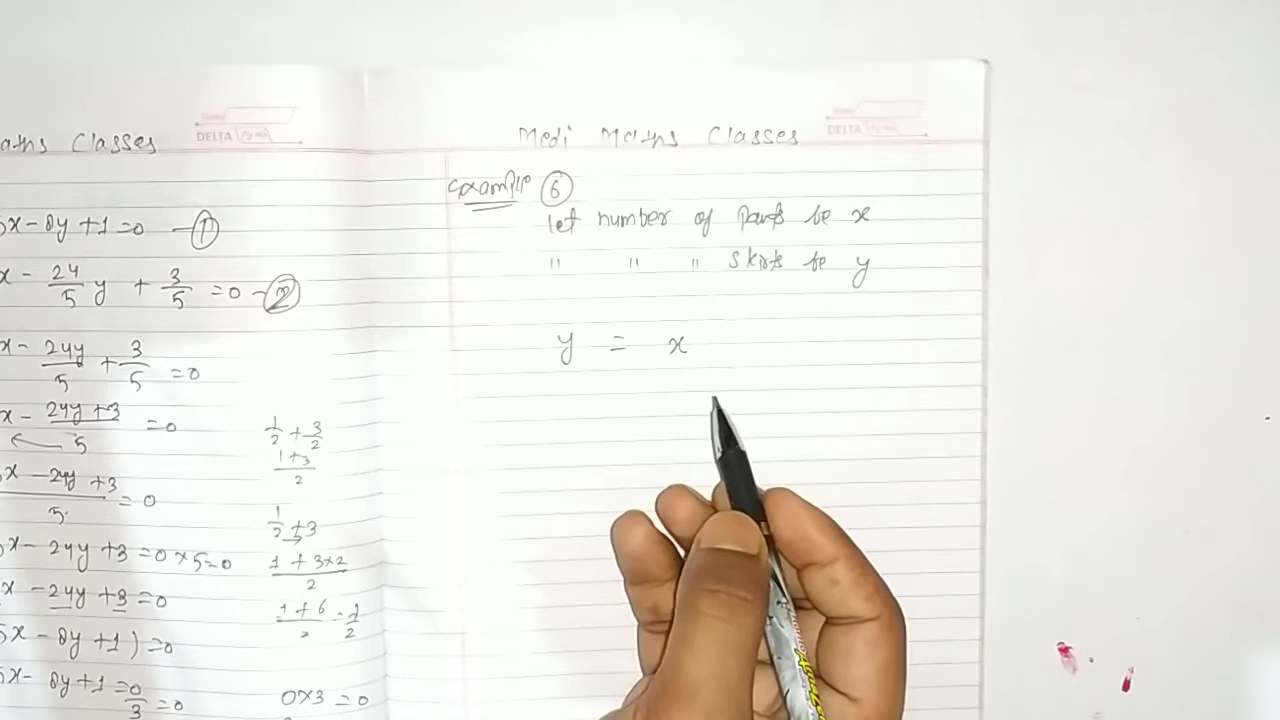 aths Classes
DELTA
x - 8y + 1 = 0 - ①
x - 24/5 y + 3/5 = 0 - ②
x - 24y/5 + 3/5 = 0
x - 24y + 3/5 = 0
x - 24y + 3/5 = 0
x - 24y + 3 = 0 × 5 = 0
x - 24y + 3 = 0
5x - 8y + 1) = 0
5x - 8y + 1 = 0/3 = 0
1/2 + 3/2
1+3/2
1/2 + 3
1 + 3×2/2
1 + 6/2 = 7/2
0×3 = 0
Medi Maths Classes
DELTA
Example ⑥
let number of Pants be x
" " " Skirts be y
y = x